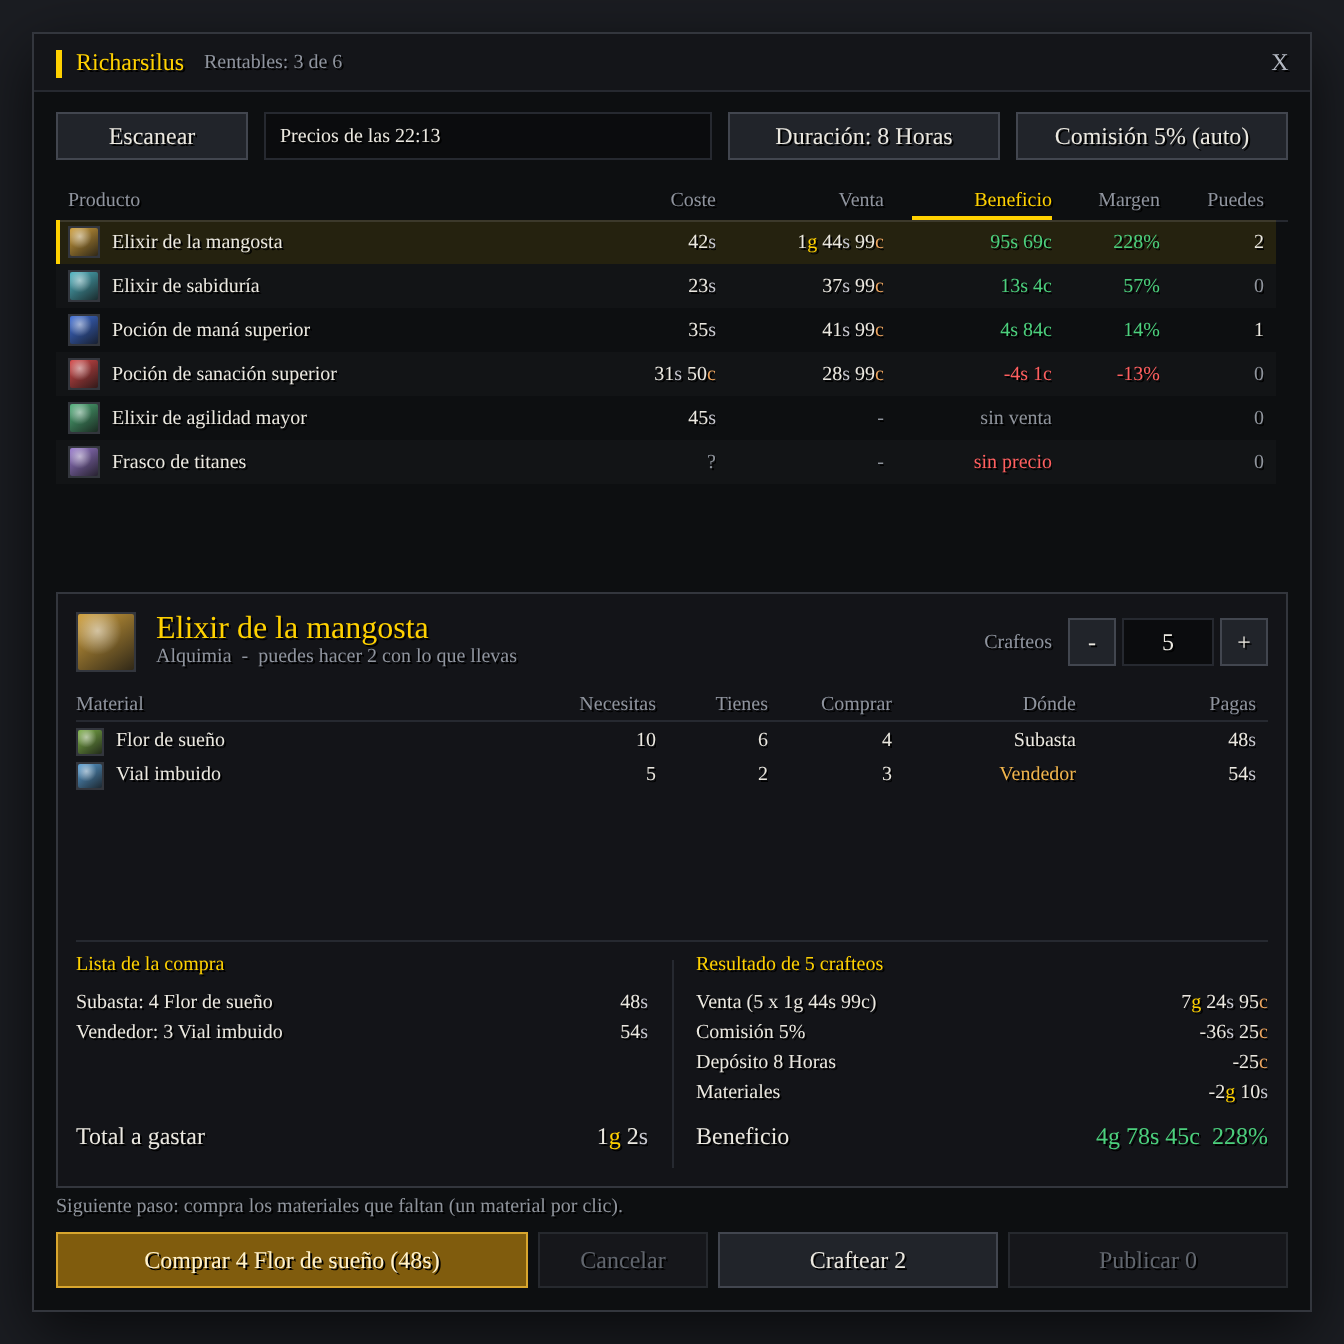 Richarsilus Rentables: 3 de 6 X
Escanear Precios de las 22:13 Duración: 8 Horas Comisión 5% (auto)
Producto Coste Venta Beneficio Margen Puedes
Elixir de la mangosta 42s 1g 44s 99c 95s 69c 228% 2
Elixir de sabiduría 23s 37s 99c 13s 4c 57% 0
Poción de maná superior 35s 41s 99c 4s 84c 14% 1
Poción de sanación superior 31s 50c 28s 99c -4s 1c -13% 0
Elixir de agilidad mayor 45s - sin venta 0
Frasco de titanes ? - sin precio 0
Elixir de la mangosta
Alquimia - puedes hacer 2 con lo que llevas
Crafteos - 5 +
Material Necesitas Tienes Comprar Dónde Pagas
Flor de sueño 10 6 4 Subasta 48s
Vial imbuido 5 2 3 Vendedor 54s
Lista de la compra
Subasta: 4 Flor de sueño 48s
Vendedor: 3 Vial imbuido 54s
Total a gastar 1g 2s
Resultado de 5 crafteos
Venta (5 x 1g 44s 99c) 7g 24s 95c
Comisión 5% -36s 25c
Depósito 8 Horas -25c
Materiales -2g 10s
Beneficio 4g 78s 45c 228%
Siguiente paso: compra los materiales que faltan (un material por clic).
Comprar 4 Flor de sueño (48s) Cancelar Craftear 2 Publicar 0